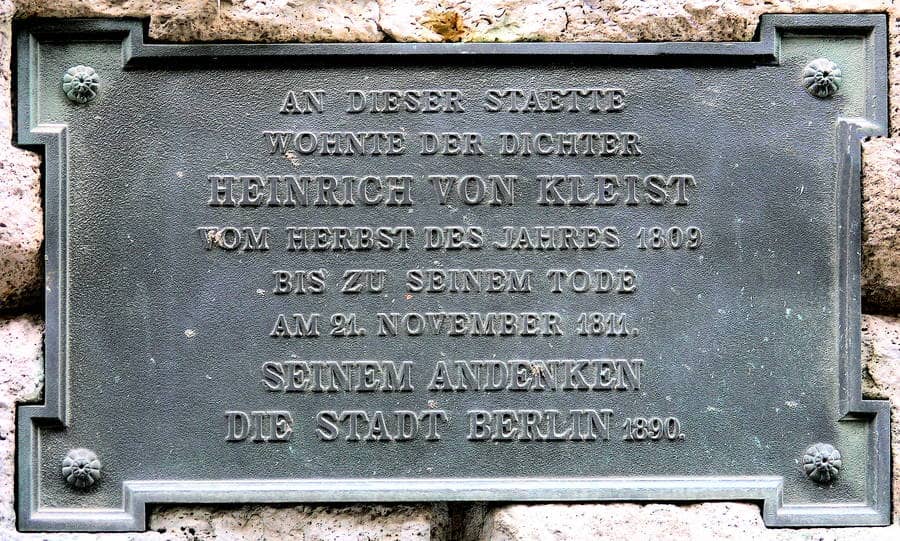 AN DIESER STAETTE
WOHNTE DER DICHTER
HEINRICH VON KLEIST
VOM HERBST DES JAHRES 1809
BIS ZU SEINEM TODE
AM 21. NOVEMBER 1811.
SEINEM ANDENKEN
DIE STADT BERLIN 1890.